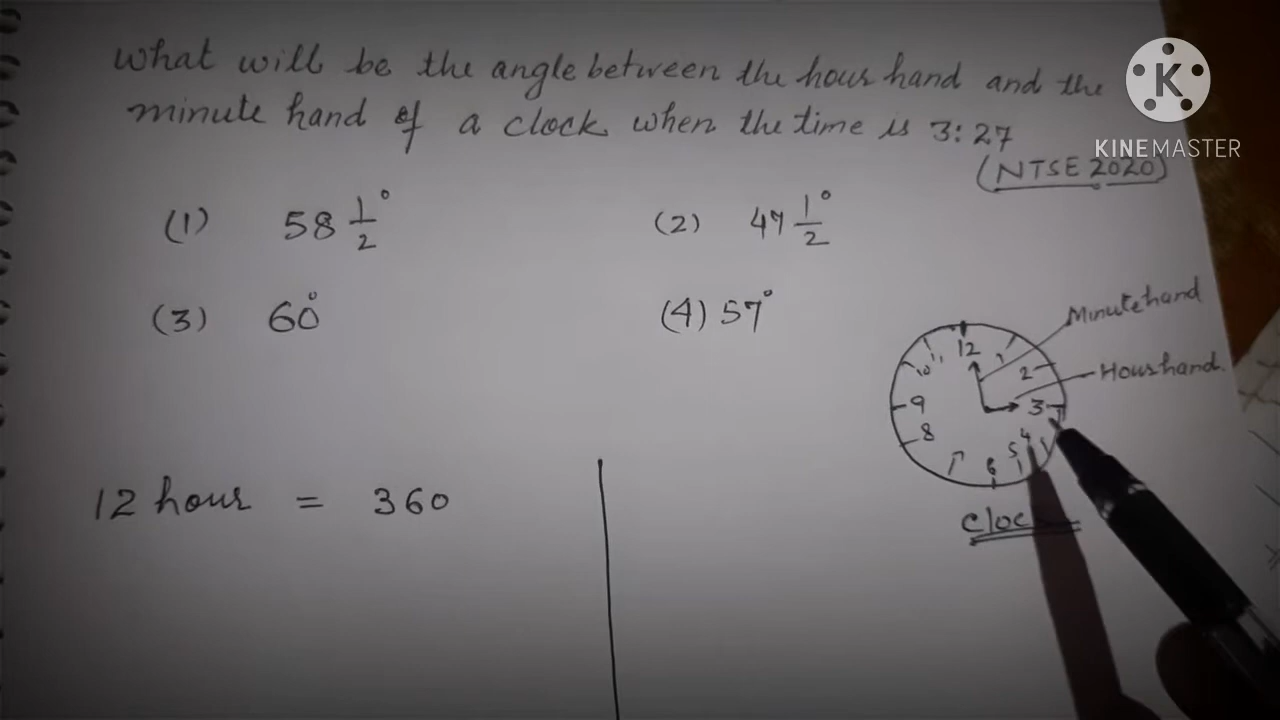 What will be the angle between the hour hand and the
minute hand of a clock when the time is 3:27
(NTSE 2020)
K
KINEMASTER
(1) 58 1/2°
(2) 47 1/2°
(3) 60°
(4) 57°
Minute hand
Hour hand.
12
11
1
10
2
9
3
8
4
7
5
6
Clock
12 hour = 360